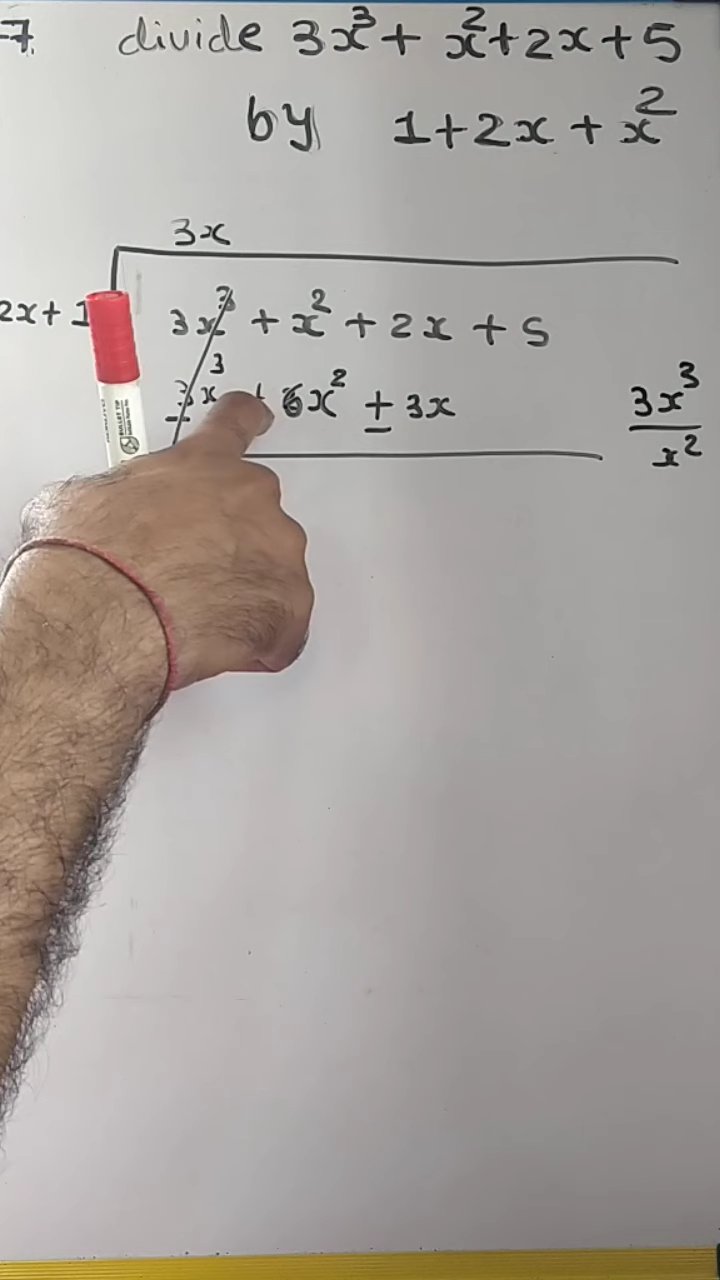 7. divide 3x³ + x² + 2x + 5
by 1 + 2x + x²
3x
2x + 1
3x³ + x² + 2x + 5
3x³ + 6x² ± 3x
3x³
x²